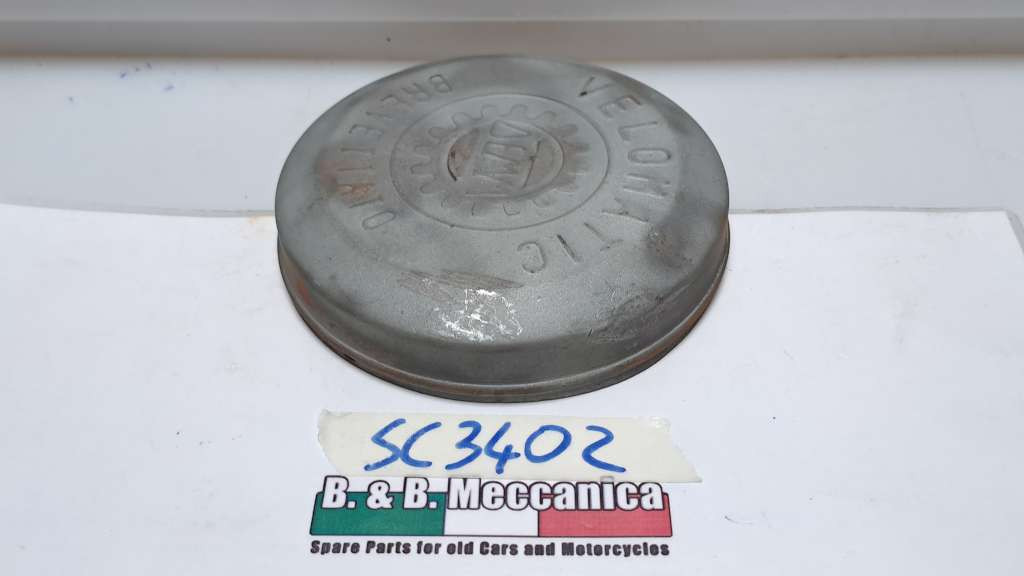 VELOMATIC
BREVETTATO
SC3402
B. & B. Meccanica
Spare Parts for old Cars and Motorcycles